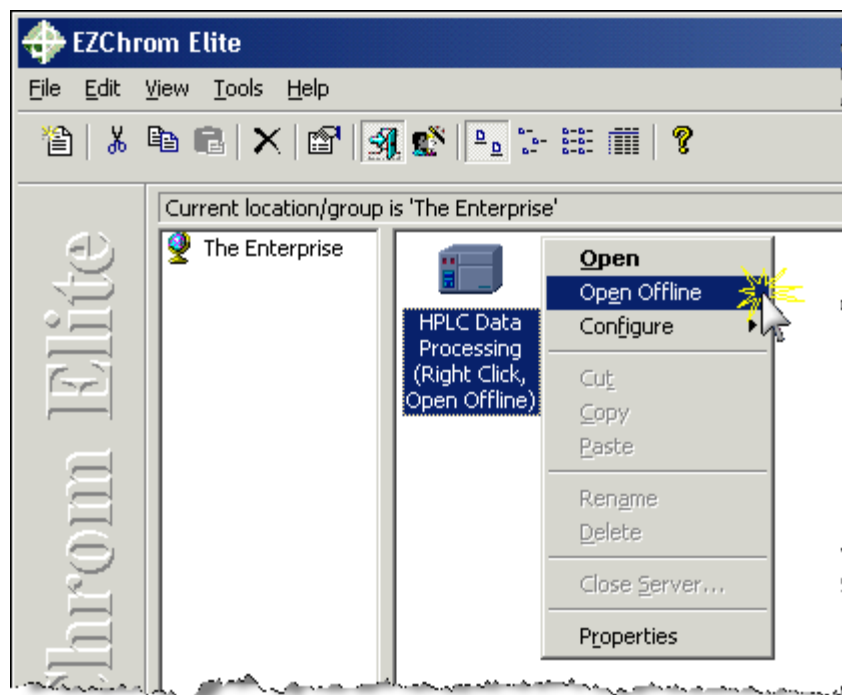 EZChrom Elite
File Edit View Tools Help
Current location/group is 'The Enterprise'
The Enterprise
HPLC Data
Processing
(Right Click,
Open Offline)
Open
Open Offline
Configure
Cut
Copy
Paste
Rename
Delete
Close Server...
Properties
Chrom Elite